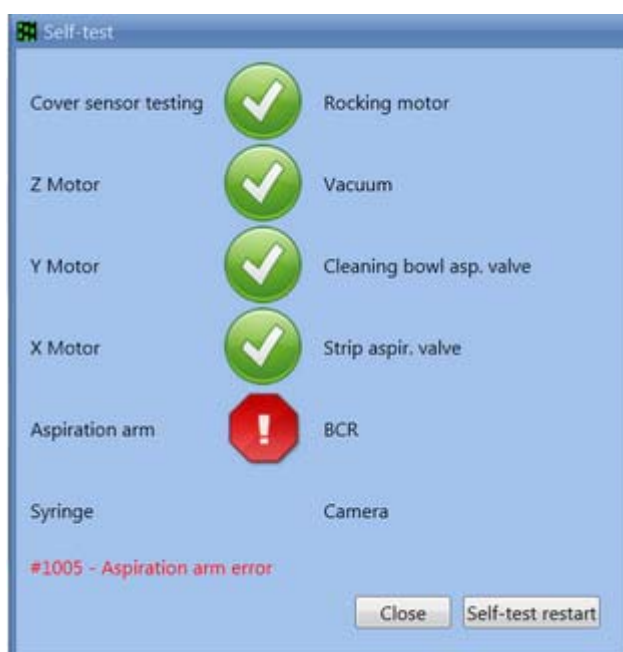 Self-test
Cover sensor testing Rocking motor
Z Motor Vacuum
Y Motor Cleaning bowl asp. valve
X Motor Strip aspir. valve
Aspiration arm ! BCR
Syringe Camera
#1005 - Aspiration arm error
Close Self-test restart